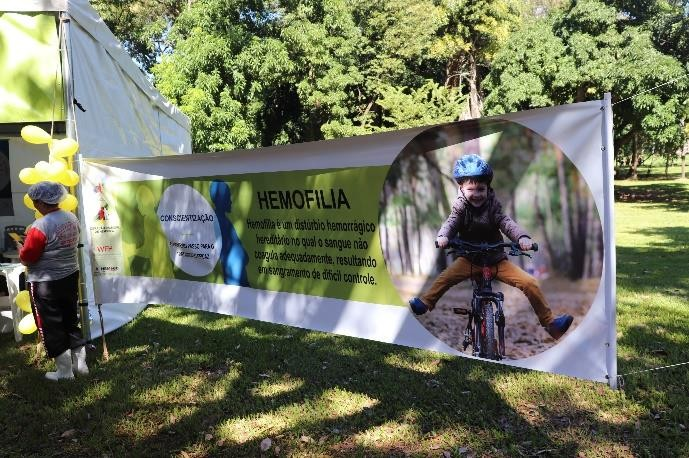 CONSCIENTIZAÇÃO
HEMOFILIA
Hemofilia é um distúrbio hemorrágico
hereditário no qual o sangue não
coagula adequadamente, resultando
em sangramento de difícil controle.